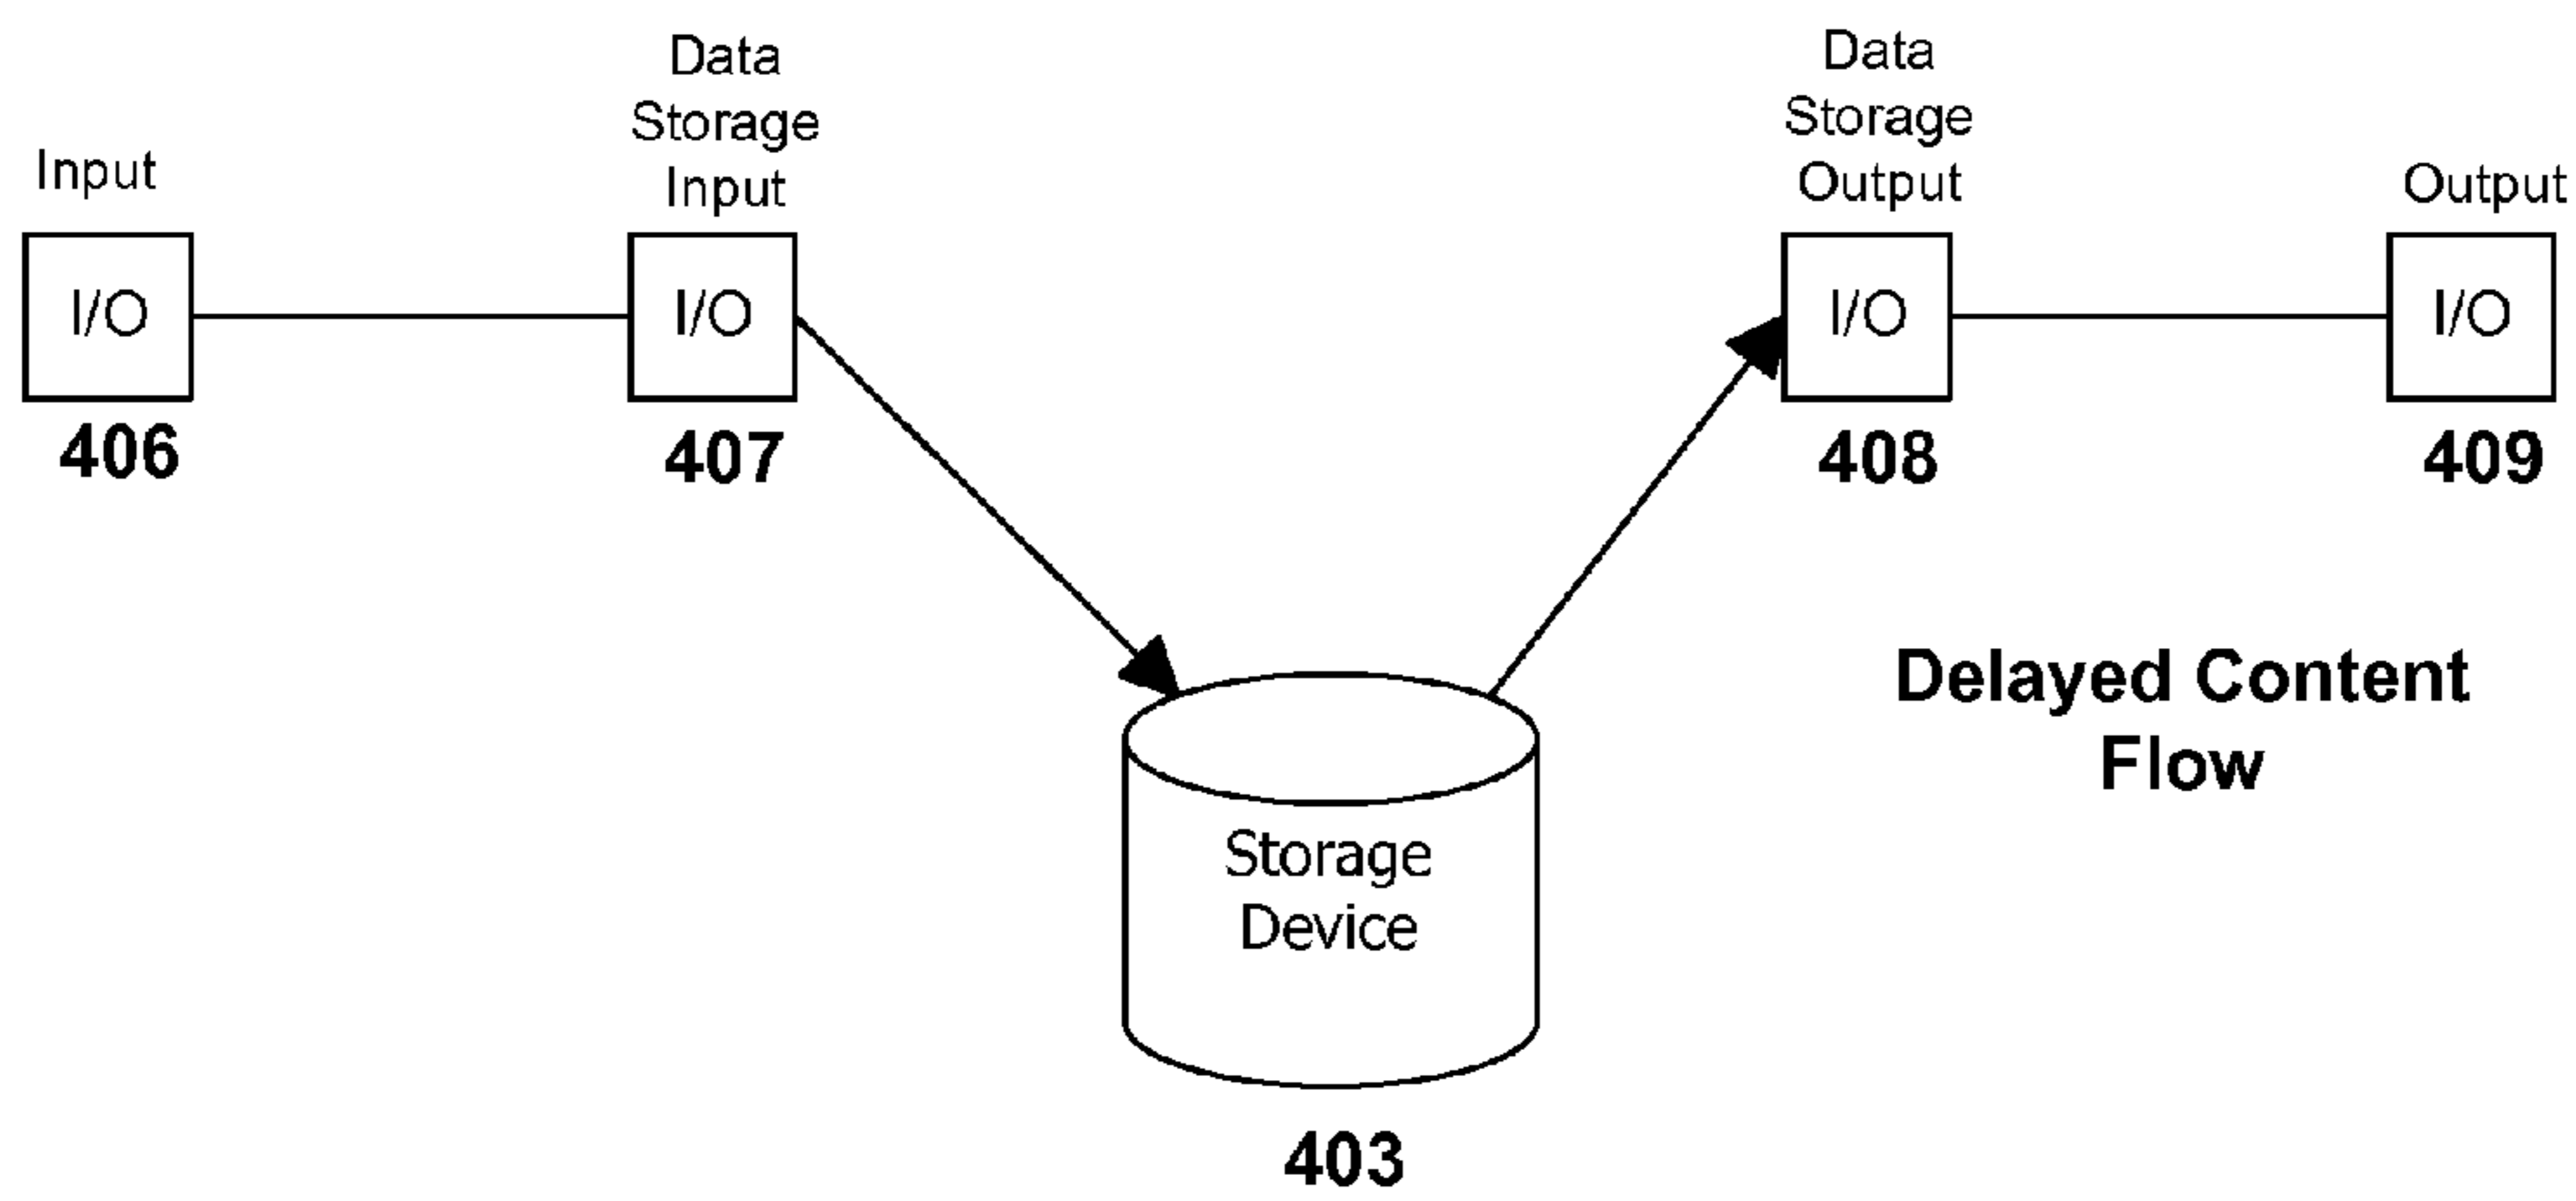 Input
I/O
406
Data
Storage
Input
I/O
407
Data
Storage
Output
I/O
408
Output
I/O
409
Delayed Content
Flow
Storage
Device
403